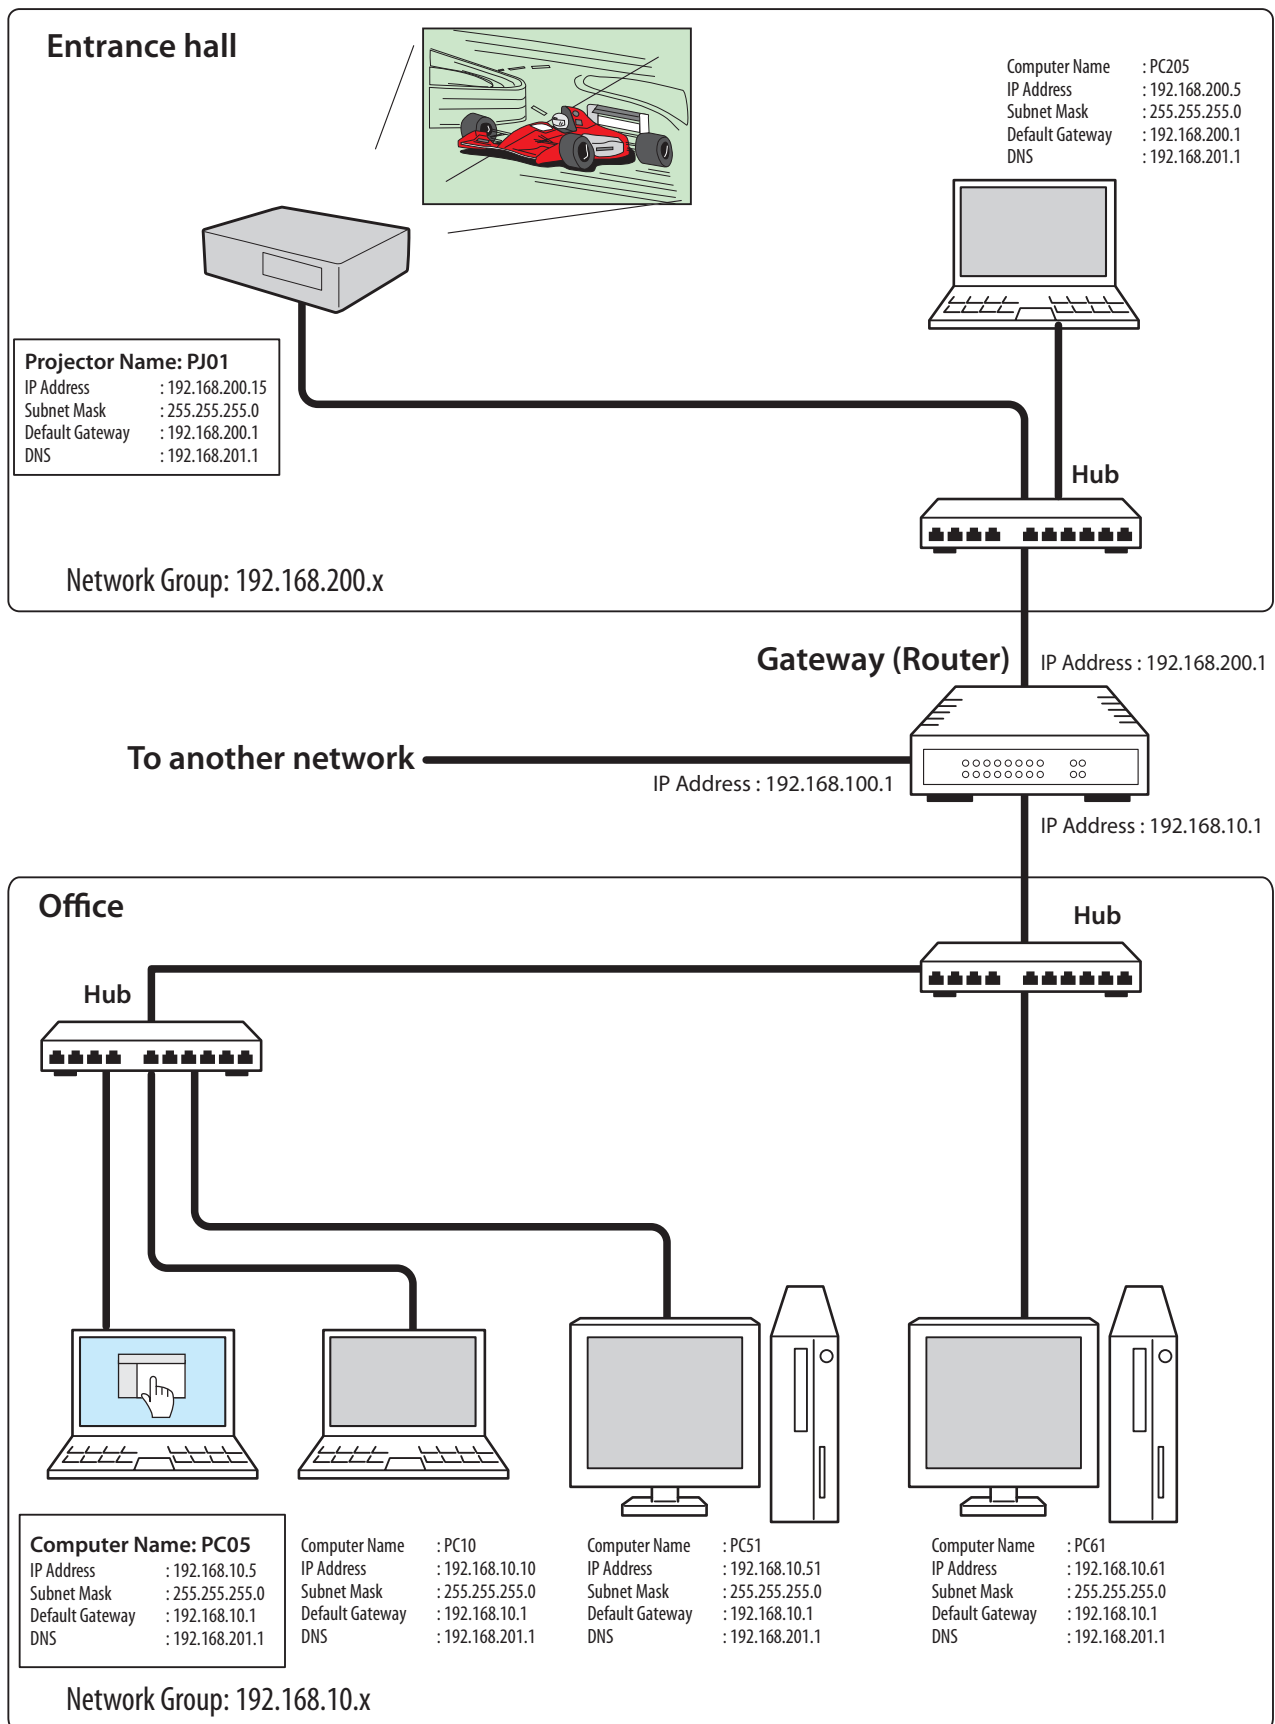 Entrance hall
Computer Name : PC205
IP Address : 192.168.200.5
Subnet Mask : 255.255.255.0
Default Gateway : 192.168.200.1
DNS : 192.168.201.1
Projector Name: PJ01
IP Address : 192.168.200.15
Subnet Mask : 255.255.255.0
Default Gateway : 192.168.200.1
DNS : 192.168.201.1
Hub
Network Group: 192.168.200.x
Gateway (Router)
IP Address : 192.168.200.1
To another network
IP Address : 192.168.100.1
IP Address : 192.168.10.1
Office
Hub
Hub
Computer Name: PC05
IP Address : 192.168.10.5
Subnet Mask : 255.255.255.0
Default Gateway : 192.168.10.1
DNS : 192.168.201.1
Computer Name : PC10
IP Address : 192.168.10.10
Subnet Mask : 255.255.255.0
Default Gateway : 192.168.10.1
DNS : 192.168.201.1
Computer Name : PC51
IP Address : 192.168.10.51
Subnet Mask : 255.255.255.0
Default Gateway : 192.168.10.1
DNS : 192.168.201.1
Computer Name : PC61
IP Address : 192.168.10.61
Subnet Mask : 255.255.255.0
Default Gateway : 192.168.10.1
DNS : 192.168.201.1
Network Group: 192.168.10.x